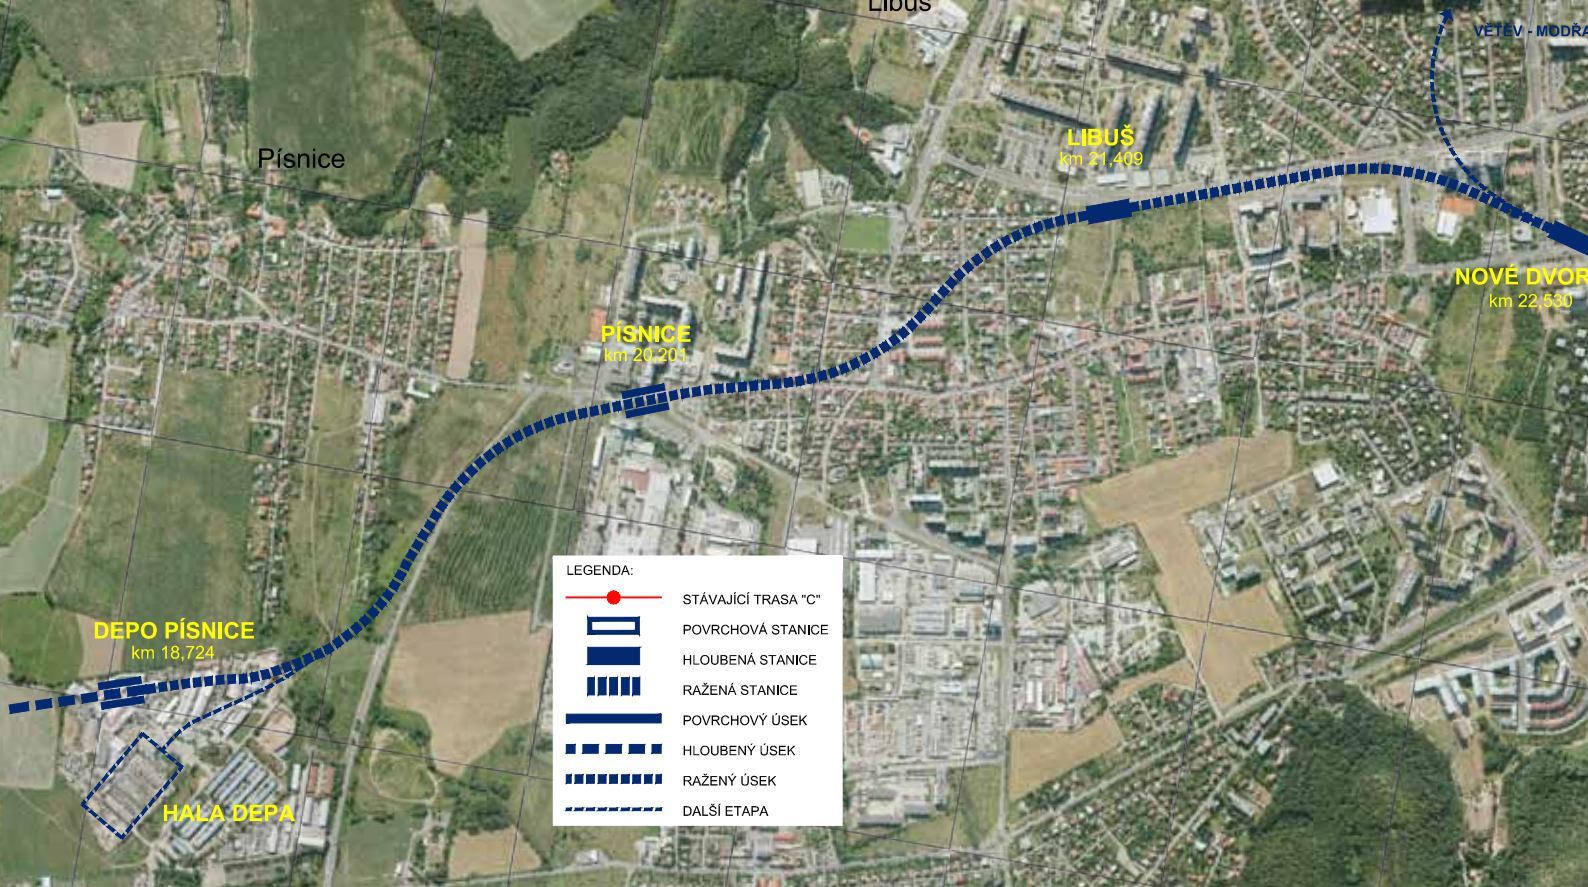 Libuš
VĚTEV - MODŘA
Písnice
LIBUŠ
km 21,409
NOVÉ DVOR
km 22,530
PÍSNICE
km 20,201
DEPO PÍSNICE
km 18,724
HALA DEPA
LEGENDA:
STÁVAJÍCÍ TRASA "C"
POVRCHOVÁ STANICE
HLOUBENÁ STANICE
RAŽENÁ STANICE
POVRCHOVÝ ÚSEK
HLOUBENÝ ÚSEK
RAŽENÝ ÚSEK
DALŠÍ ETAPA